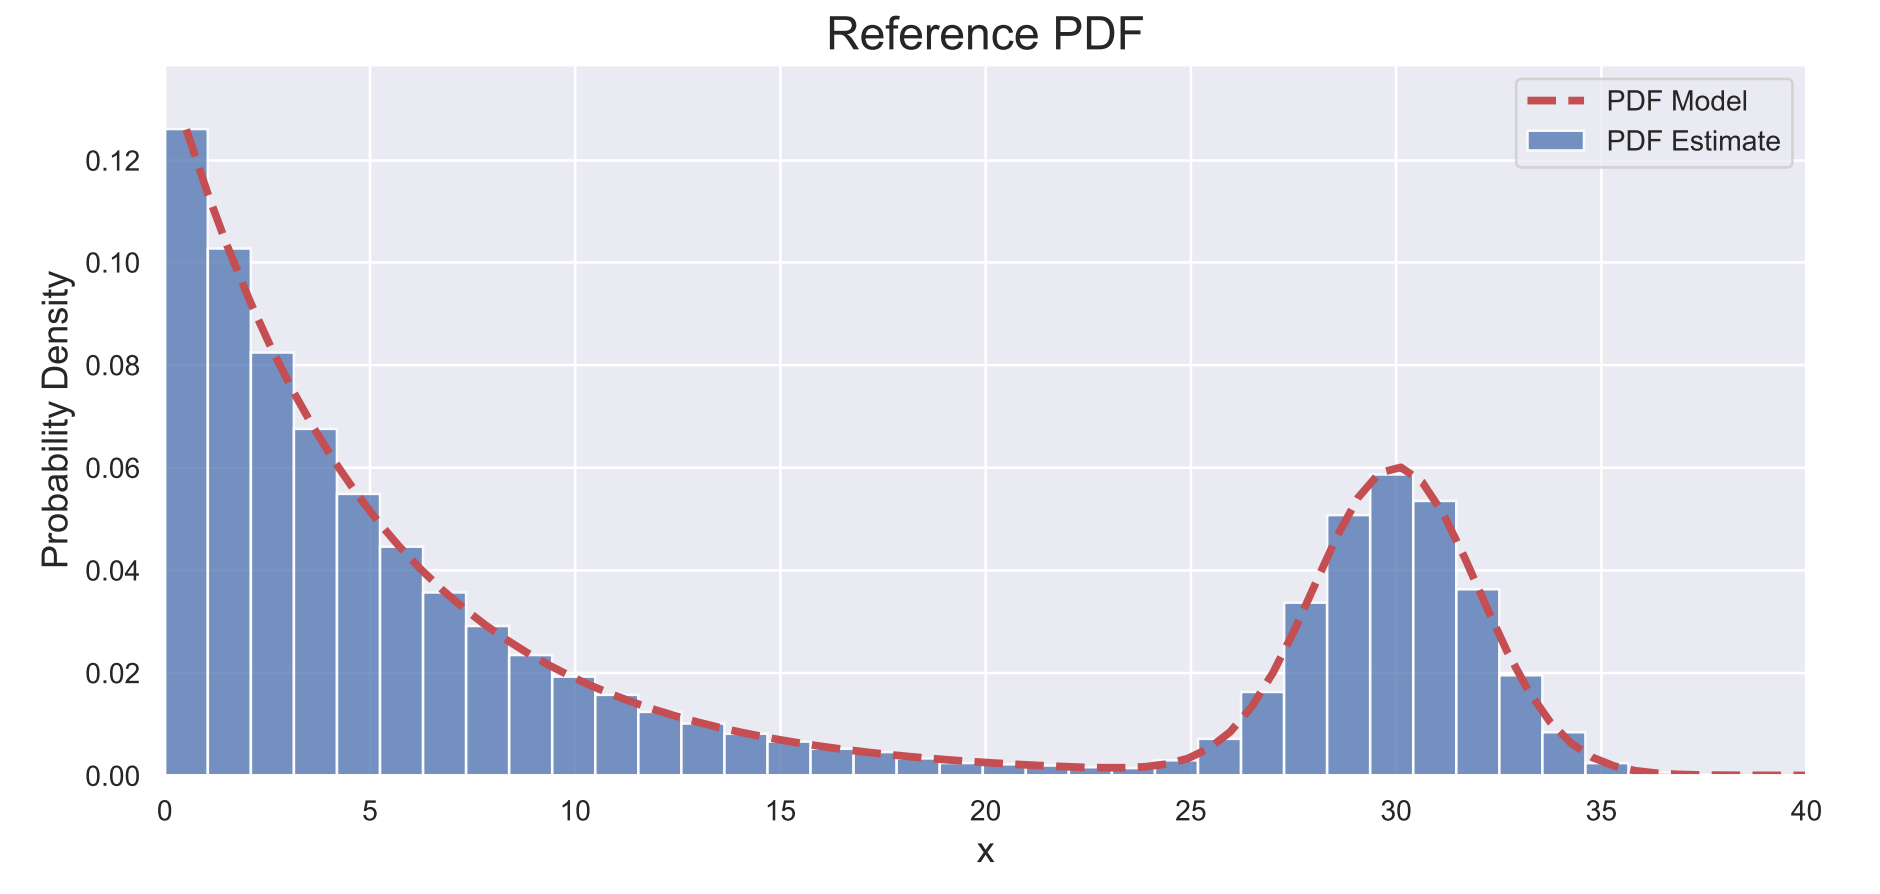 Reference PDF
PDF Model
PDF Estimate
Probability Density
0.12
0.10
0.08
0.06
0.04
0.02
0.00
0 5 10 15 20 25 30 35 40
x